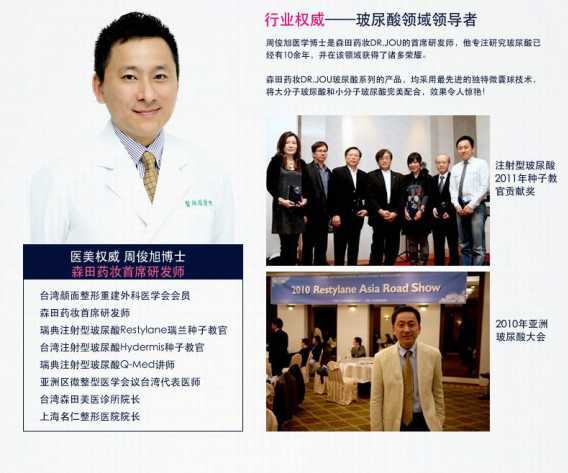 行业权威——玻尿酸领域领导者
周俊旭医学博士是森田药妆DR.JOU的首席研发师，他专注研究玻尿酸已
经有10余年，并在该领域获得了诸多荣耀。
森田药妆DR.JOU玻尿酸系列的产品，均采用最先进的独特微囊球技术，
将大分子玻尿酸和小分子玻尿酸完美配合，效果令人惊艳！
医美权威 周俊旭博士
森田药妆首席研发师
台湾颜面整形重建外科医学会会员
森田药妆首席研发师
瑞典注射型玻尿酸Restylane瑞兰种子教官
台湾注射型玻尿酸Hydermis种子教官
瑞典注射型玻尿酸Q-Med讲师
亚洲区微整型医学会议台湾代表医师
台湾森田美医诊所院长
上海名仁整形医院院长
注射型玻尿酸
2011年种子教
官贡献奖
2010 Restylane Asia Road Show
2010年亚洲
玻尿酸大会